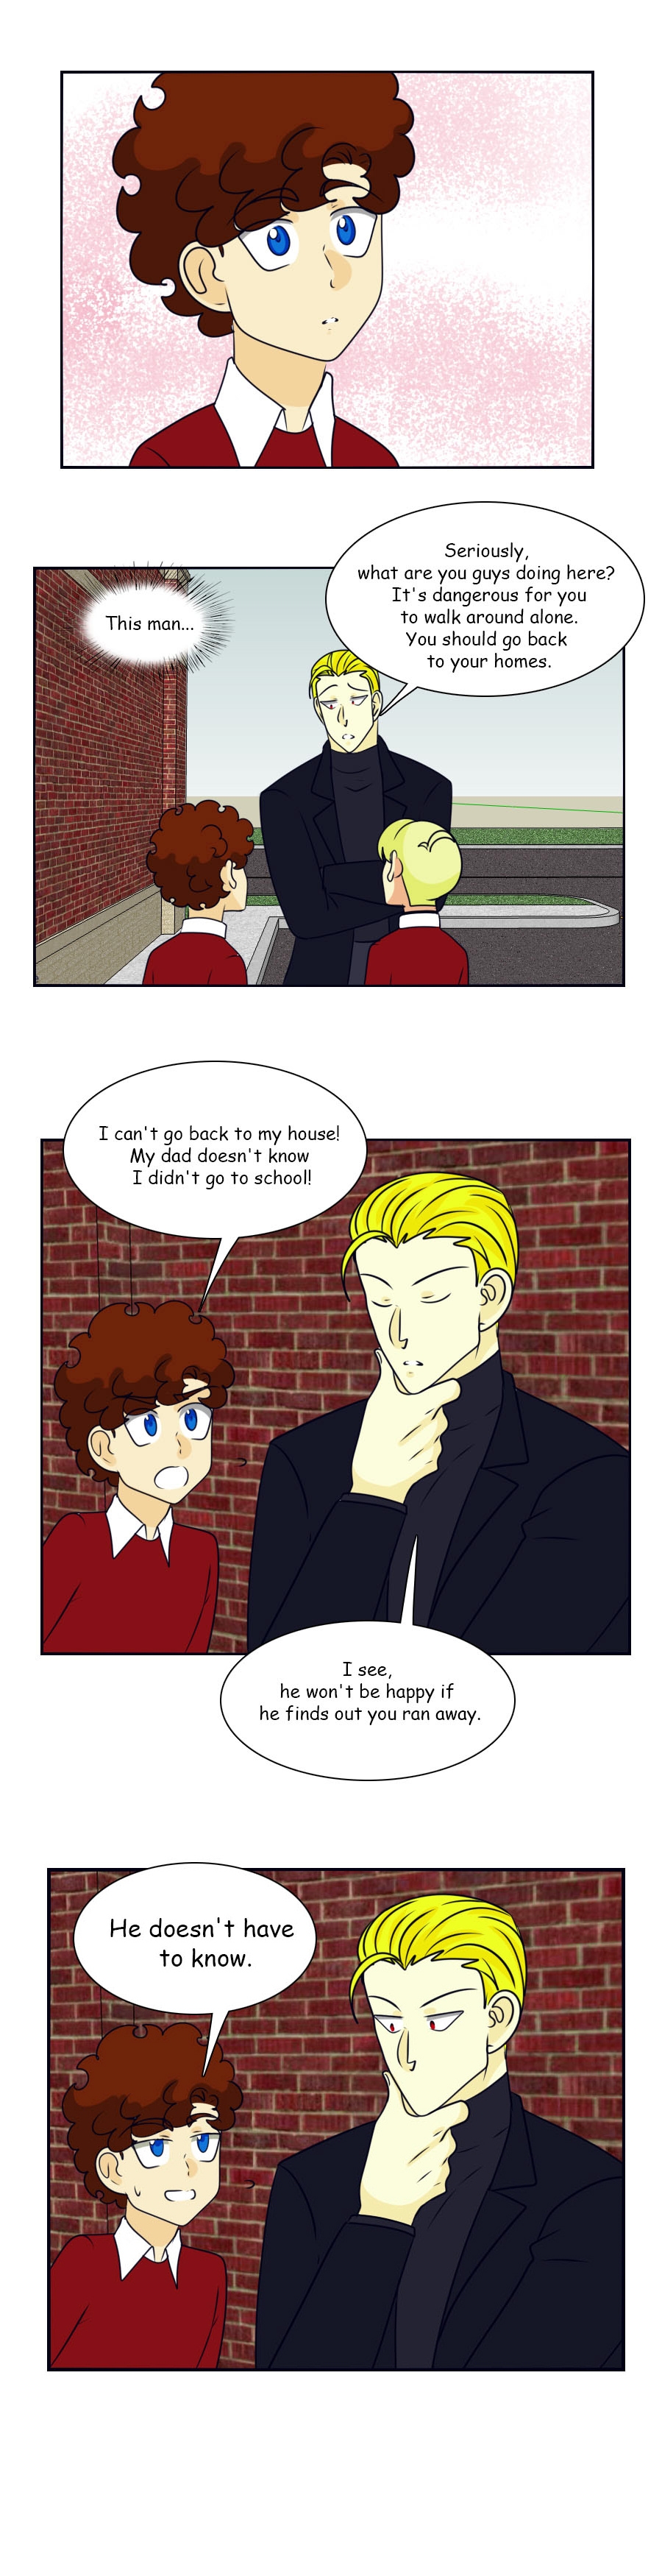 Seriously,
what are you guys doing here?
It's dangerous for you
to walk around alone.
You should go back
to your homes.
This man...
I can't go back to my house!
My dad doesn't know
I didn't go to school!
I see,
he won't be happy if
he finds out you ran away.
He doesn't have
to know.